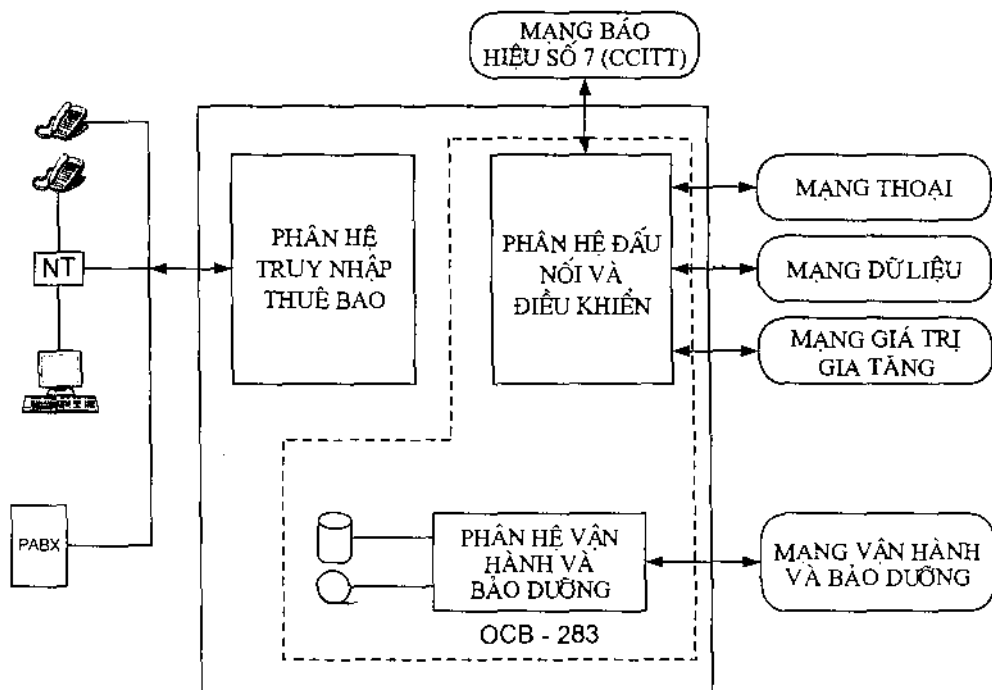 MẠNG BÁO
HIỆU SỐ 7 (CCITT)
PHÂN HỆ
TRUY NHẬP
THUÊ BAO
PHÂN HỆ ĐẤU
NỐI VÀ
ĐIỀU KHIỂN
MẠNG THOẠI
MẠNG DỮ LIỆU
MẠNG GIÁ TRỊ
GIA TĂNG
NT
PABX
PHÂN HỆ VẬN
HÀNH VÀ
BẢO DƯỠNG
MẠNG VẬN HÀNH
VÀ BẢO DƯỠNG
OCB - 283